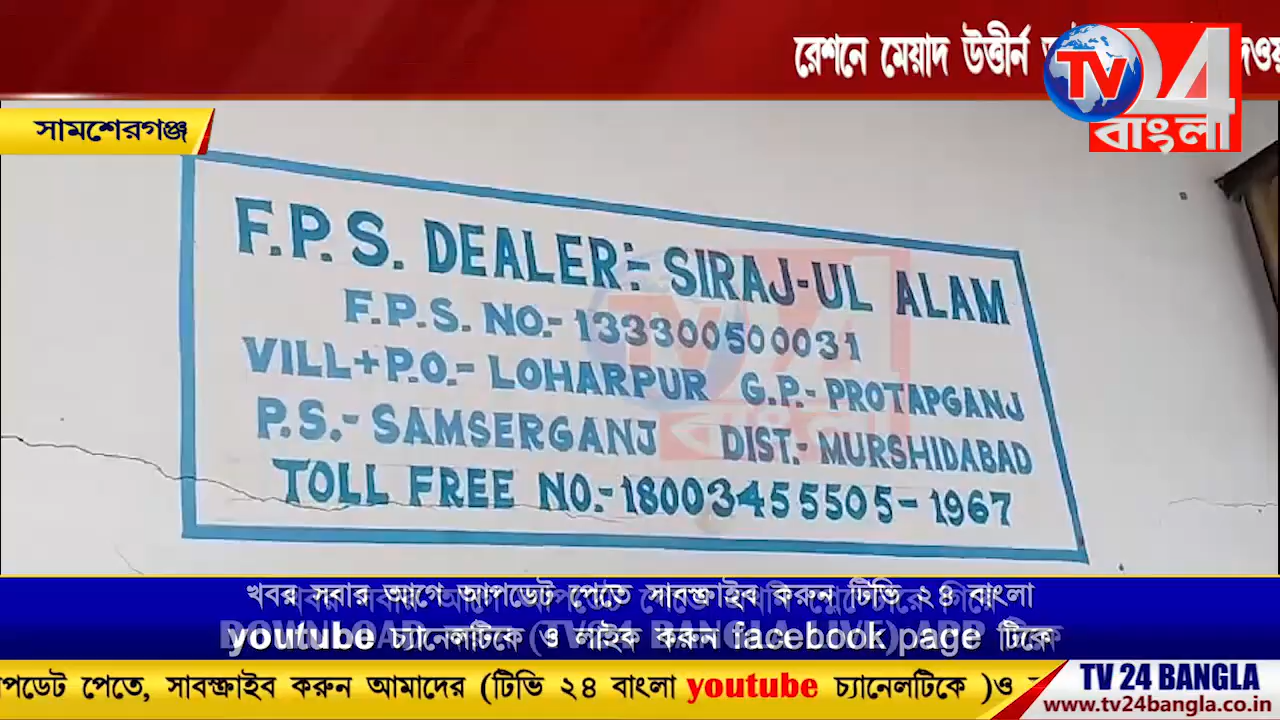 রেশনে মেয়াদ উত্তীর্ন
TV 24
বাংলা
সামশেরগঞ্জ
F.P.S. DEALER:- SIRAJ-UL ALAM
F.P.S. NO.- 133300500031
VILL+P.O.- LOHARPUR G.P.- PROTAPGANJ
P.S.- SAMSERGANJ DIST.- MURSHIDABAD
TOLL FREE NO.-18003455505-1967
খবর সবার আগে আপডেট পেতে সাবস্ক্রাইব করুন টিভি ২৪ বাংলা
youtube চ্যানেলটিকে ও লাইক করুন facebook page টিকে
পডেট পেতে, সাবস্ক্রাইব করুন আমাদের (টিভি ২৪ বাংলা youtube চ্যানেলটিকে )ও
TV 24 BANGLA
www.tv24bangla.co.in